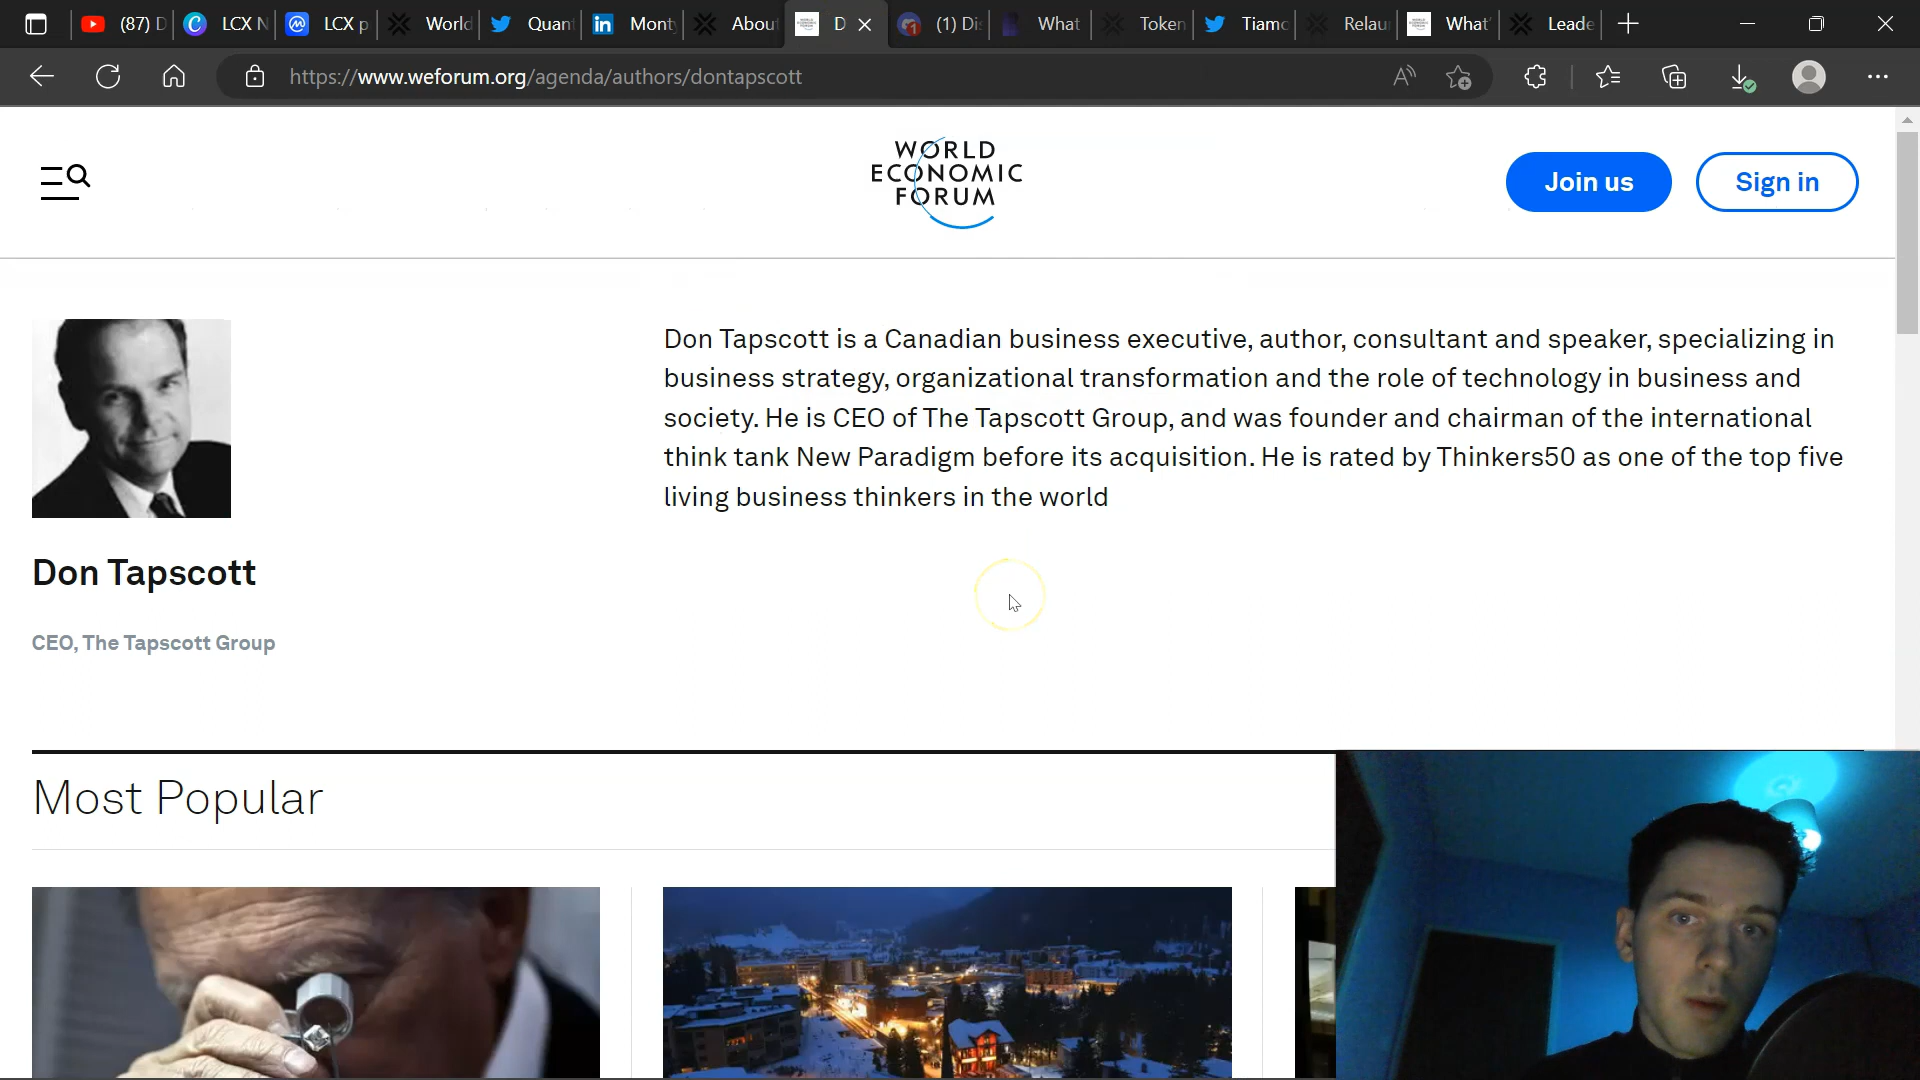 (87) D
LCX N
LCX p
World
Quan
Mont
Abou
D
(1) Di
What
Token
Tiamo
Relau
What'
Leade
https://www.weforum.org/agenda/authors/dontapscott
WORLD
ECONOMIC
FORUM
Join us
Sign in
Don Tapscott is a Canadian business executive, author, consultant and speaker, specializing in
business strategy, organizational transformation and the role of technology in business and
society. He is CEO of The Tapscott Group, and was founder and chairman of the international
think tank New Paradigm before its acquisition. He is rated by Thinkers50 as one of the top five
living business thinkers in the world
Don Tapscott
CEO, The Tapscott Group
Most Popular